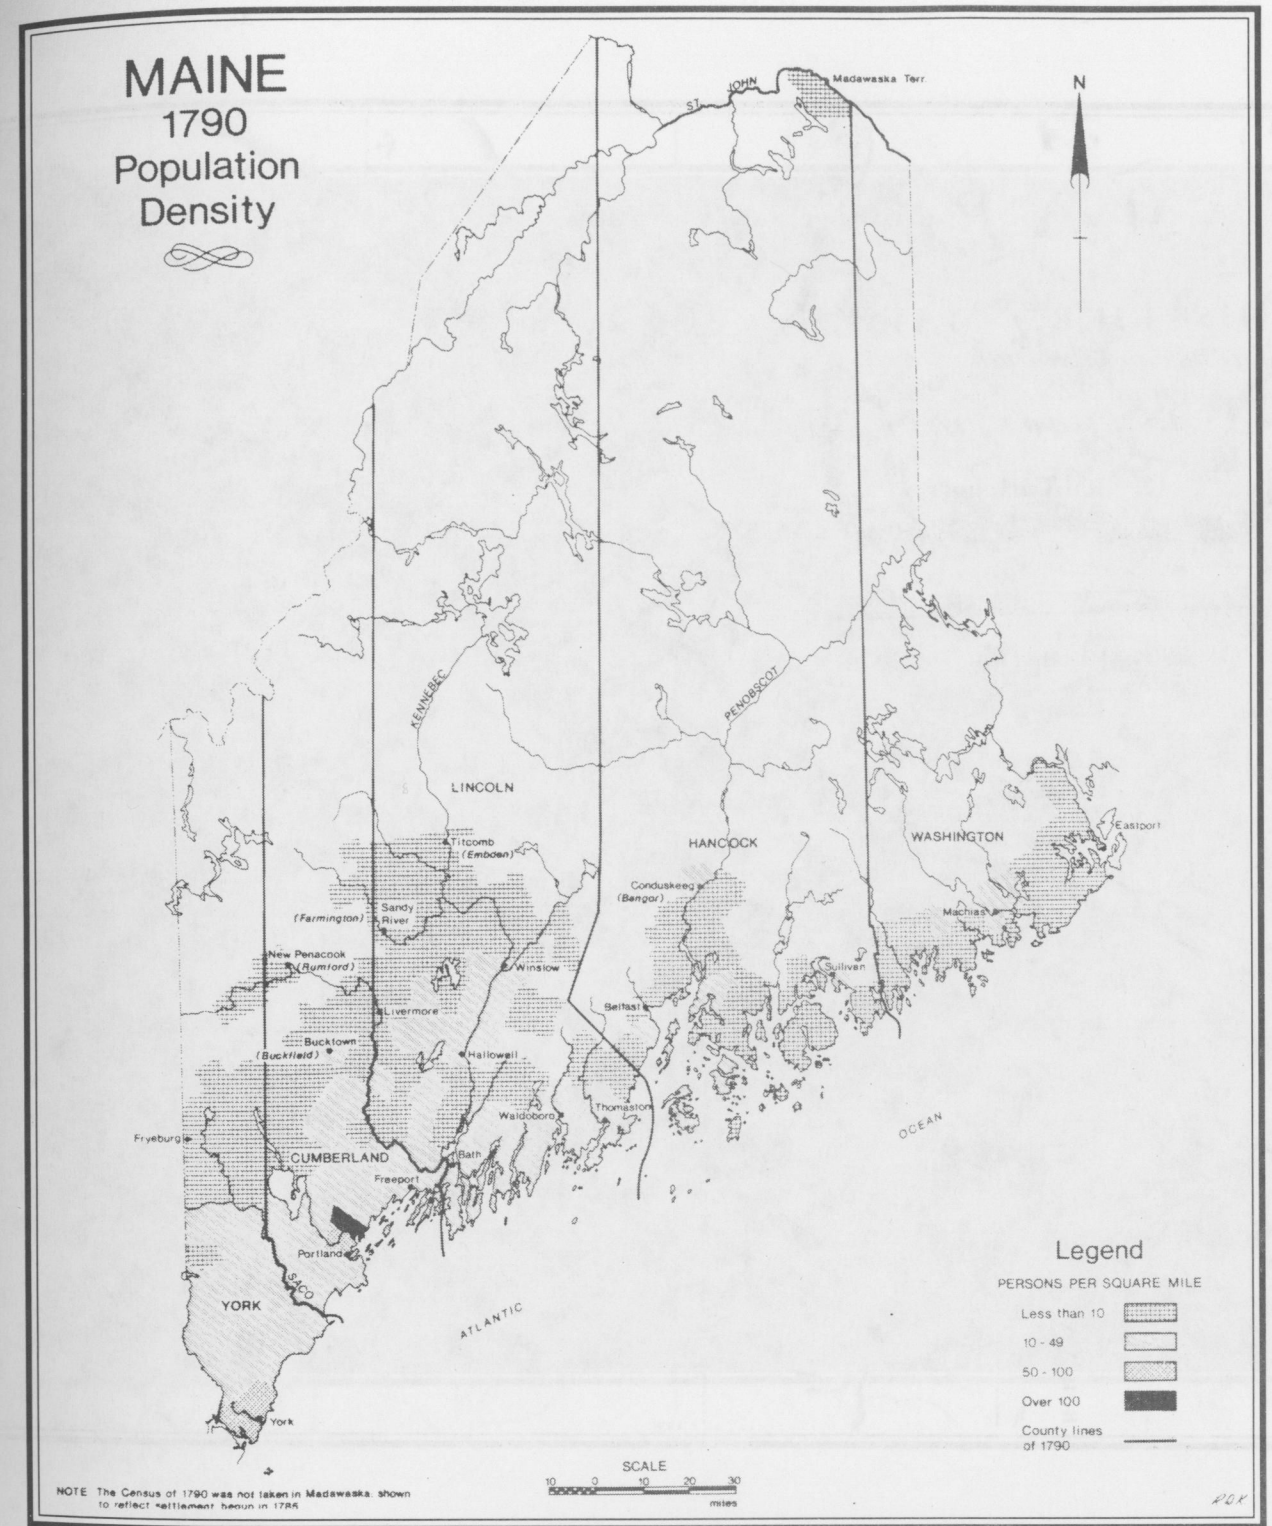 MAINE
1790
Population
Density
N
ST. JOHN
Madawaska Terr.
KENNEBEC
PENOBSCOT
LINCOLN
HANCOCK
WASHINGTON
Eastport
Titcomb
(Embden)
Conduskeeg
(Bangor)
Machias
Sandy
River
(Farmington)
New Penacook
(Rumford)
Winslow
Sullivan
Livermore
Belfast
Bucktown
(Buckfield)
Hallowell
Waldoboro
Thomaston
Fryeburg
CUMBERLAND
Bath
Freeport
Portland
SACO
YORK
York
ATLANTIC
OCEAN
Legend
PERSONS PER SQUARE MILE
Less than 10
10 - 49
50 - 100
Over 100
County lines
of 1790
SCALE
10 0 10 20 30
miles
NOTE The Census of 1790 was not taken in Madawaska, shown
to reflect settlement begun in 1785
RDK